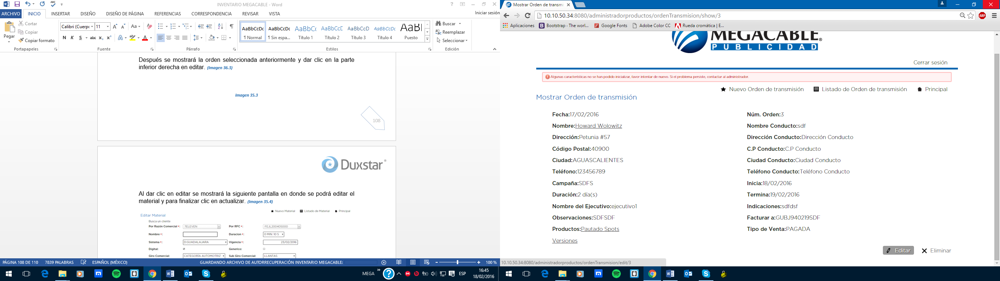 INVENTARIO MEGACABLE - Word
ARCHIVO INICIO INSERTAR DISEÑO DISEÑO DE PÁGINA REFERENCIAS CORRESPONDENCIA REVISAR VISTA Iniciar sesión
Pegar
Cortar
Copiar
Copiar formato
Portapapeles
Calibri (Cuerpo 11
N K S abc x₂ x²
Fuente
Párrafo
AaBbCcDc AaBbCcDc AaBbCc AaBbCcE AaBbCcD AaBbCcD AaBl
¶ Normal ¶ Sin espa... Título 1 Título 2 Título 3 Título 4 Puesto
Estilos
Buscar
Reemplazar
Seleccionar
Edición
Después se mostrará la orden seleccionada anteriormente y dar clic en la parte
inferior derecha en editar. (Imagen 36.3)
Imagen 35.3
108
Duxstar®
Al dar clic en editar se mostrará la siguiente pantalla en donde se podrá editar el
material y para finalizar clic en actualizar. (Imagen 35.4)
Nuevo Material Listado de Material Principal
Editar Material
Busca un cliente
Por Razón Comercial *: 7ELEVEN Por RFC *: FEJL200405000
Nombre *: Duracion *: 0 MIN: 10 S
Sistema *: D:GUADALAJARA Vigencia *: 23/02/2016
Digital: Generico:
Giro Comercial: CATEGORÍA AUTOMOTRIZ Sub Giro Comercial: LLANTAS
PÁGINA 108 DE 110 7839 PALABRAS ESPAÑOL (MÉXICO) GUARDANDO ARCHIVO DE AUTORRECUPERACIÓN INVENTARIO MEGACABLE: 100 %
MEGA » ESP 16:45
18/02/2016
Mostrar Orden de transmi
10.10.50.34:8080/administradorproductos/ordenTransmision/show/3
ABP
Aplicaciones Bootstrap · The worl... Google Fonts Adobe Color CC Rueda cromática | E...
MEGACABLE®
PUBLICIDAD
Cerrar sesión
Algunas características no se han podido inicializar, favor intentar de nuevo. Si el problema persiste, contactar al administrador.
Nuevo Orden de transmisión Listado de Orden de transmisión Principal
Mostrar Orden de transmisión
Fecha:17/02/2016 Núm. Orden:3
Nombre:Howard Wolowitz Nombre Conducto:sdf
Dirección:Petunia #57 Dirección Conducto:Dirección Conducto
Código Postal:40900 C.P Conducto:C.P Conducto
Ciudad:AGUASCALIENTES Ciudad Conducto:Ciudad Conducto
Teléfono:123456789 Teléfono Conducto:Teléfono Conducto
Campaña:SDFS Inicia:18/02/2016
Duración:2 día(s) Termina:19/02/2016
Nombre del Ejecutivo:ejecutivo1 Indicaciones:sdfdsf
Observaciones:SDFSDF Facturar a:GUBJ940219SDF
Productos:Pautado Spots Tipo de Venta:PAGADA
Versiones
Editar Eliminar
10.10.50.34:8080/administradorproductos/ordenTransmision/edit/3